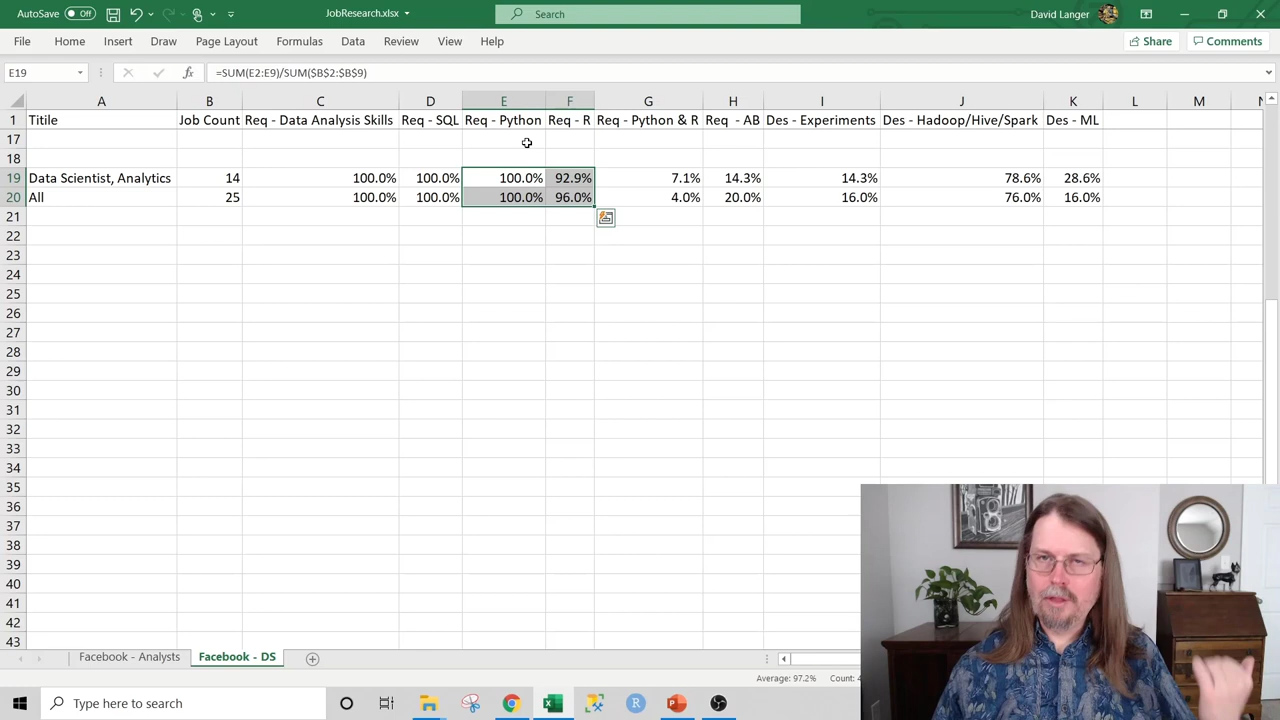 AutoSave Off JobResearch.xlsx Search David Langer
File Home Insert Draw Page Layout Formulas Data Review View Help Share Comments
E19 fx =SUM(E2:E9)/SUM($B$2:$B$9)
A B C D E F G H I J K L M N
1 Titile Job Count Req - Data Analysis Skills Req - SQL Req - Python Req - R Req - Python & R Req - AB Des - Experiments Des - Hadoop/Hive/Spark Des - ML
17
18
19 Data Scientist, Analytics 14 100.0% 100.0% 100.0% 92.9% 7.1% 14.3% 14.3% 78.6% 28.6%
20 All 25 100.0% 100.0% 100.0% 96.0% 4.0% 20.0% 16.0% 76.0% 16.0%
21
22
23
24
25
26
27
28
29
30
31
32
33
34
35
36
37
38
39
40
41
42
43
Facebook - Analysts Facebook - DS
Average: 97.2% Count:
Type here to search